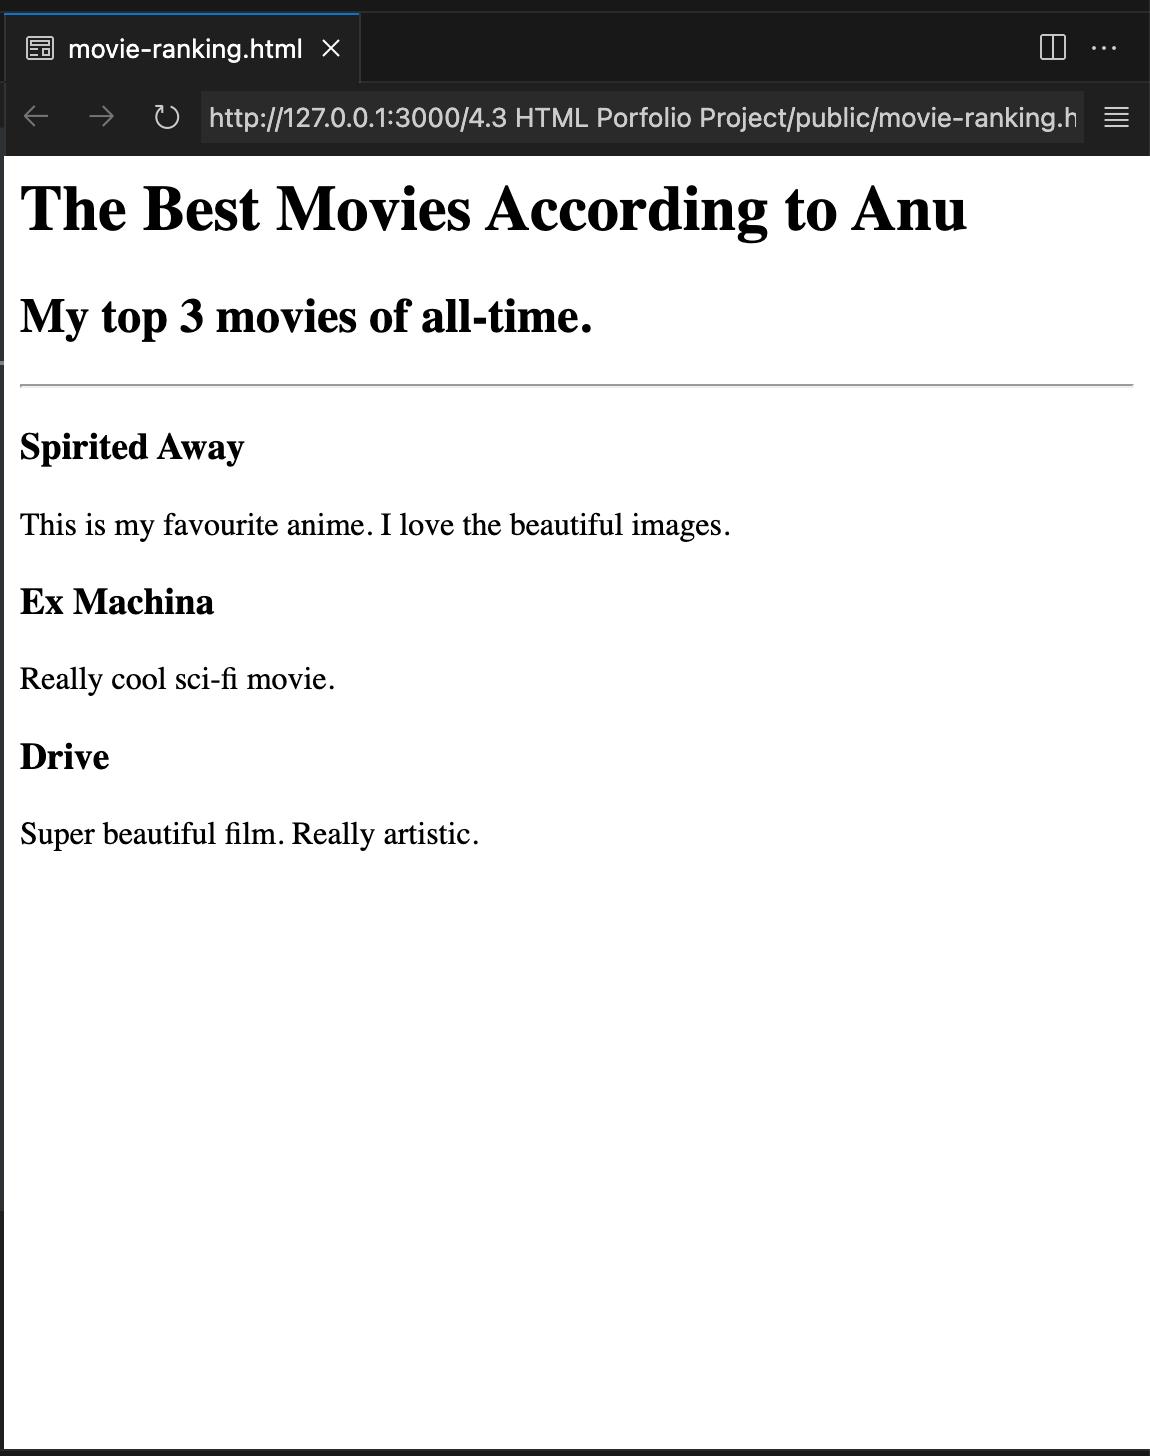 movie-ranking.html
http://127.0.0.1:3000/4.3 HTML Porfolio Project/public/movie-ranking.h
The Best Movies According to Anu
My top 3 movies of all-time.
Spirited Away
This is my favourite anime. I love the beautiful images.
Ex Machina
Really cool sci-fi movie.
Drive
Super beautiful film. Really artistic.